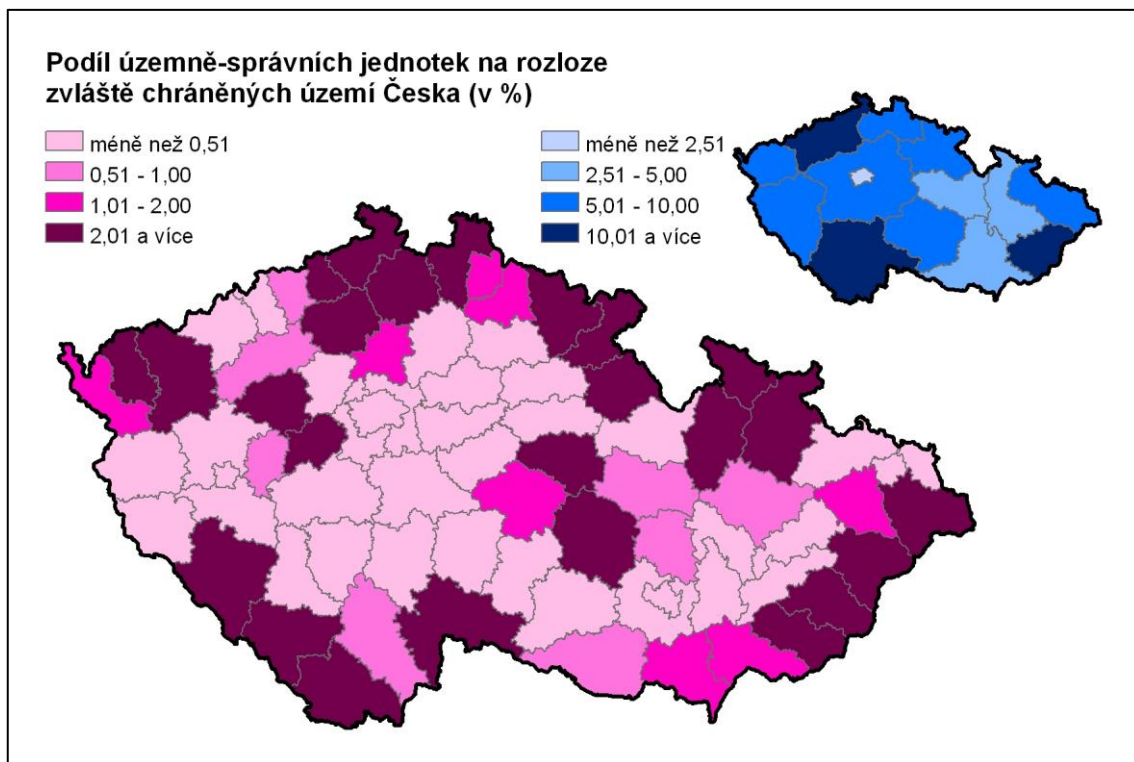 Podíl územně-správních jednotek na rozloze
zvláště chráněných území Česka (v %)
méně než 0,51
0,51 - 1,00
1,01 - 2,00
2,01 a více
méně než 2,51
2,51 - 5,00
5,01 - 10,00
10,01 a více